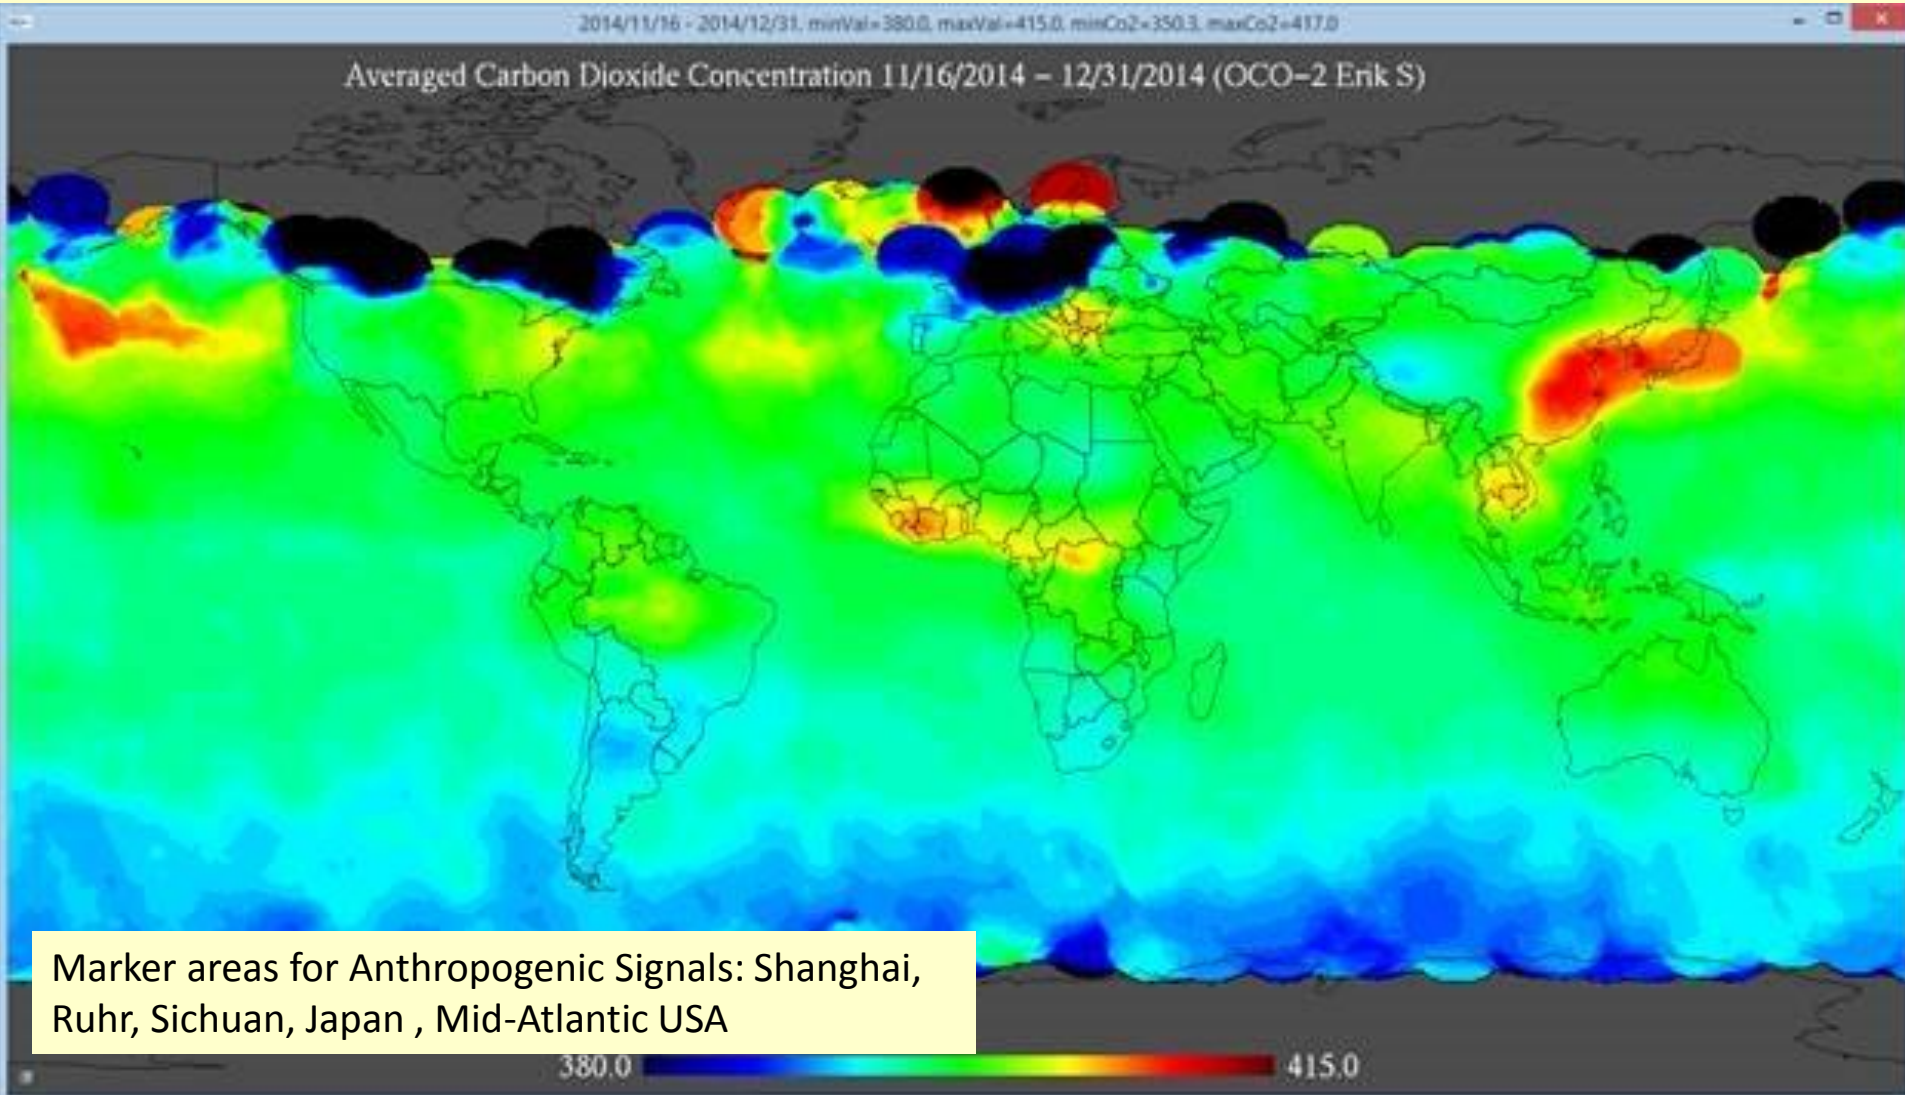 2014/11/16 - 2014/12/31. minVal=380.0, maxVal=415.0. minCo2=350.3, maxCo2=417.0
Averaged Carbon Dioxide Concentration 11/16/2014 – 12/31/2014 (OCO–2 Erik S)
Marker areas for Anthropogenic Signals: Shanghai,
Ruhr, Sichuan, Japan , Mid-Atlantic USA
380.0 415.0